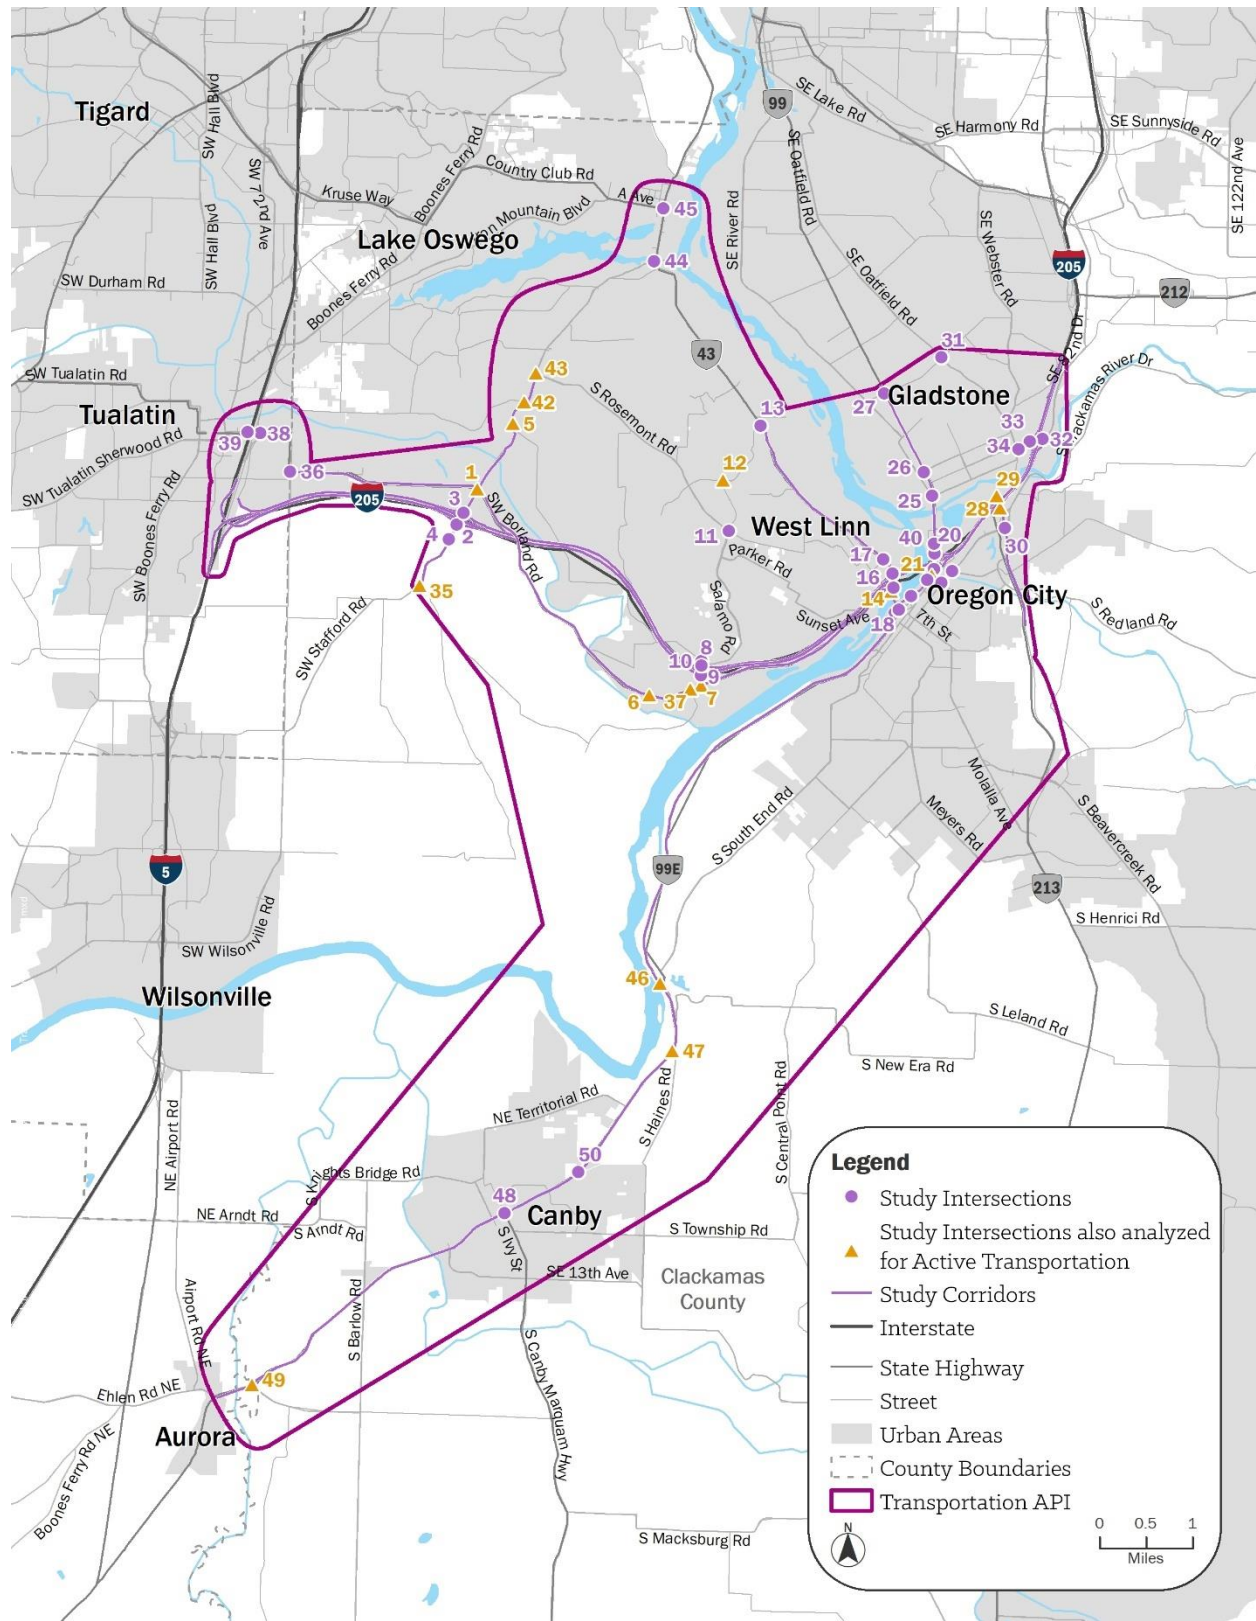 Tigard
SW Hall Blvd
SW 72nd Ave
SW Hall Blvd
Kruse Way
Boones Ferry Rd
Country Club Rd
A Ave
Lake Oswego
SW Durham Rd
Boones Ferry Rd
99
SE Lake Rd
SE Harmony Rd
SE Sunnyside Rd
SE 122nd Ave
SE Oatfield Rd
SE River Rd
SE Webster Rd
205
212
SE Oatfield Rd
SE 82nd Dr
45
44
43
31
SW Tualatin Rd
Tualatin
SW Tualatin Sherwood Rd
39
38
36
SW Boones Ferry Rd
205
43
42
5
S Rosemont Rd
13
27
Gladstone
33
34
32
26
25
29
28
30
1
3
4
2
SW Borland Rd
12
11
West Linn
Parker Rd
Salamo Rd
17
40
20
21
16
14
18
Oregon City
Sunset Ave
7th St
S Redland Rd
35
SW Stafford Rd
8
10
9
6
37
7
Molalla Ave
Meyers Rd
S Beavercreek Rd
S South End Rd
99E
213
S Henrici Rd
5
SW Wilsonville Rd
Wilsonville
46
47
S Leland Rd
S New Era Rd
S Central Point Rd
S Haines Rd
NE Territorial Rd
50
48
Canby
S Knights Bridge Rd
NE Airport Rd
NE Arndt Rd
S Arndt Rd
S Ivy St
S Township Rd
SE 13th Ave
Clackamas
County
S Barlow Rd
Airport Rd NE
Ehlen Rd NE
49
Aurora
Boones Ferry Rd NE
S Canby Marquam Hwy
S Macksburg Rd
Legend
Study Intersections
Study Intersections also analyzed
for Active Transportation
Study Corridors
Interstate
State Highway
Street
Urban Areas
County Boundaries
Transportation API
N
0 0.5 1
Miles